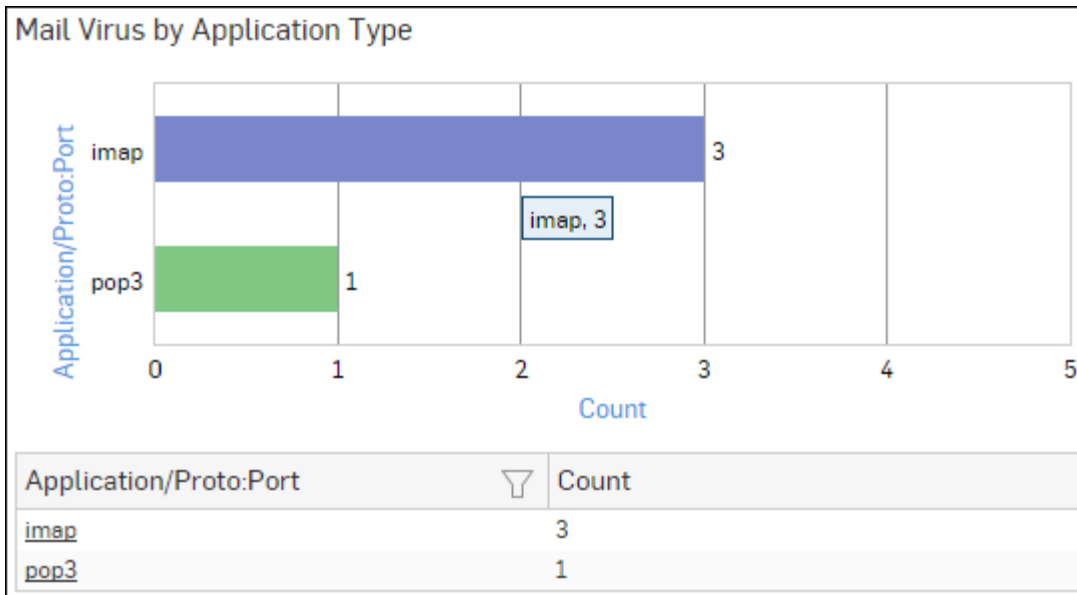 Mail Virus by Application Type
Application/Proto:Port
imap
3
imap, 3
pop3
1
0 1 2 3 4 5
Count
Application/Proto:Port Count
imap 3
pop3 1